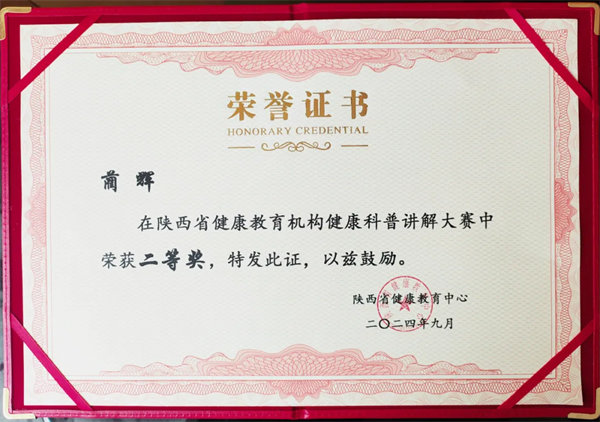 荣誉证书
HONORARY CREDENTIAL
蔺 辉
在陕西省健康教育机构健康科普讲解大赛中
荣获二等奖，特发此证，以兹鼓励。
陕西省健康教育中心
二〇二四年九月